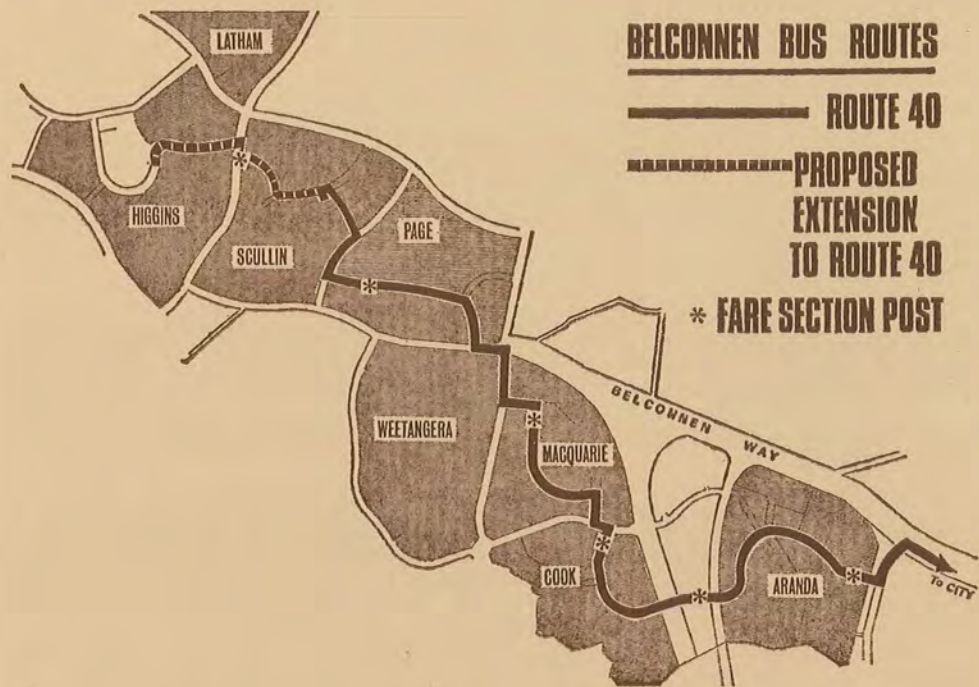 BELCONNEN BUS ROUTES
ROUTE 40
PROPOSED
EXTENSION
TO ROUTE 40
* FARE SECTION POST
LATHAM
HIGGINS
SCULLIN
PAGE
WEETANGERA
MACQUARIE
COOK
ARANDA
BELCONNEN WAY
To CITY